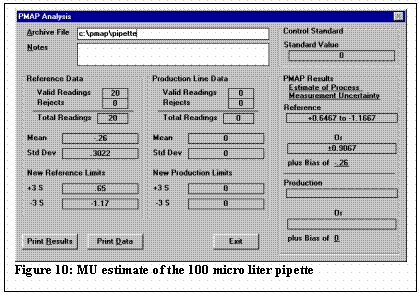 PMAP Analysis
Archive File c:\pmap\pipette
Notes
Control Standard
Standard Value
0
Reference Data
Valid Readings 20
Rejects 0
Total Readings 20
Mean -.26
Std Dev .3022
New Reference Limits
+3 S .65
-3 S -1.17
Production Line Data
Valid Readings 0
Rejects 0
Total Readings 0
Mean 0
Std Dev 0
New Production Limits
+3 S 0
-3 S 0
PMAP Results
Estimate of Process
Measurement Uncertainty
Reference
+0.6467 to -1.1667
Or
±0.9067
plus Bias of -.26
Production
Or
plus Bias of 0
Print Results
Print Data
Exit
Figure 10: MU estimate of the 100 micro liter pipette